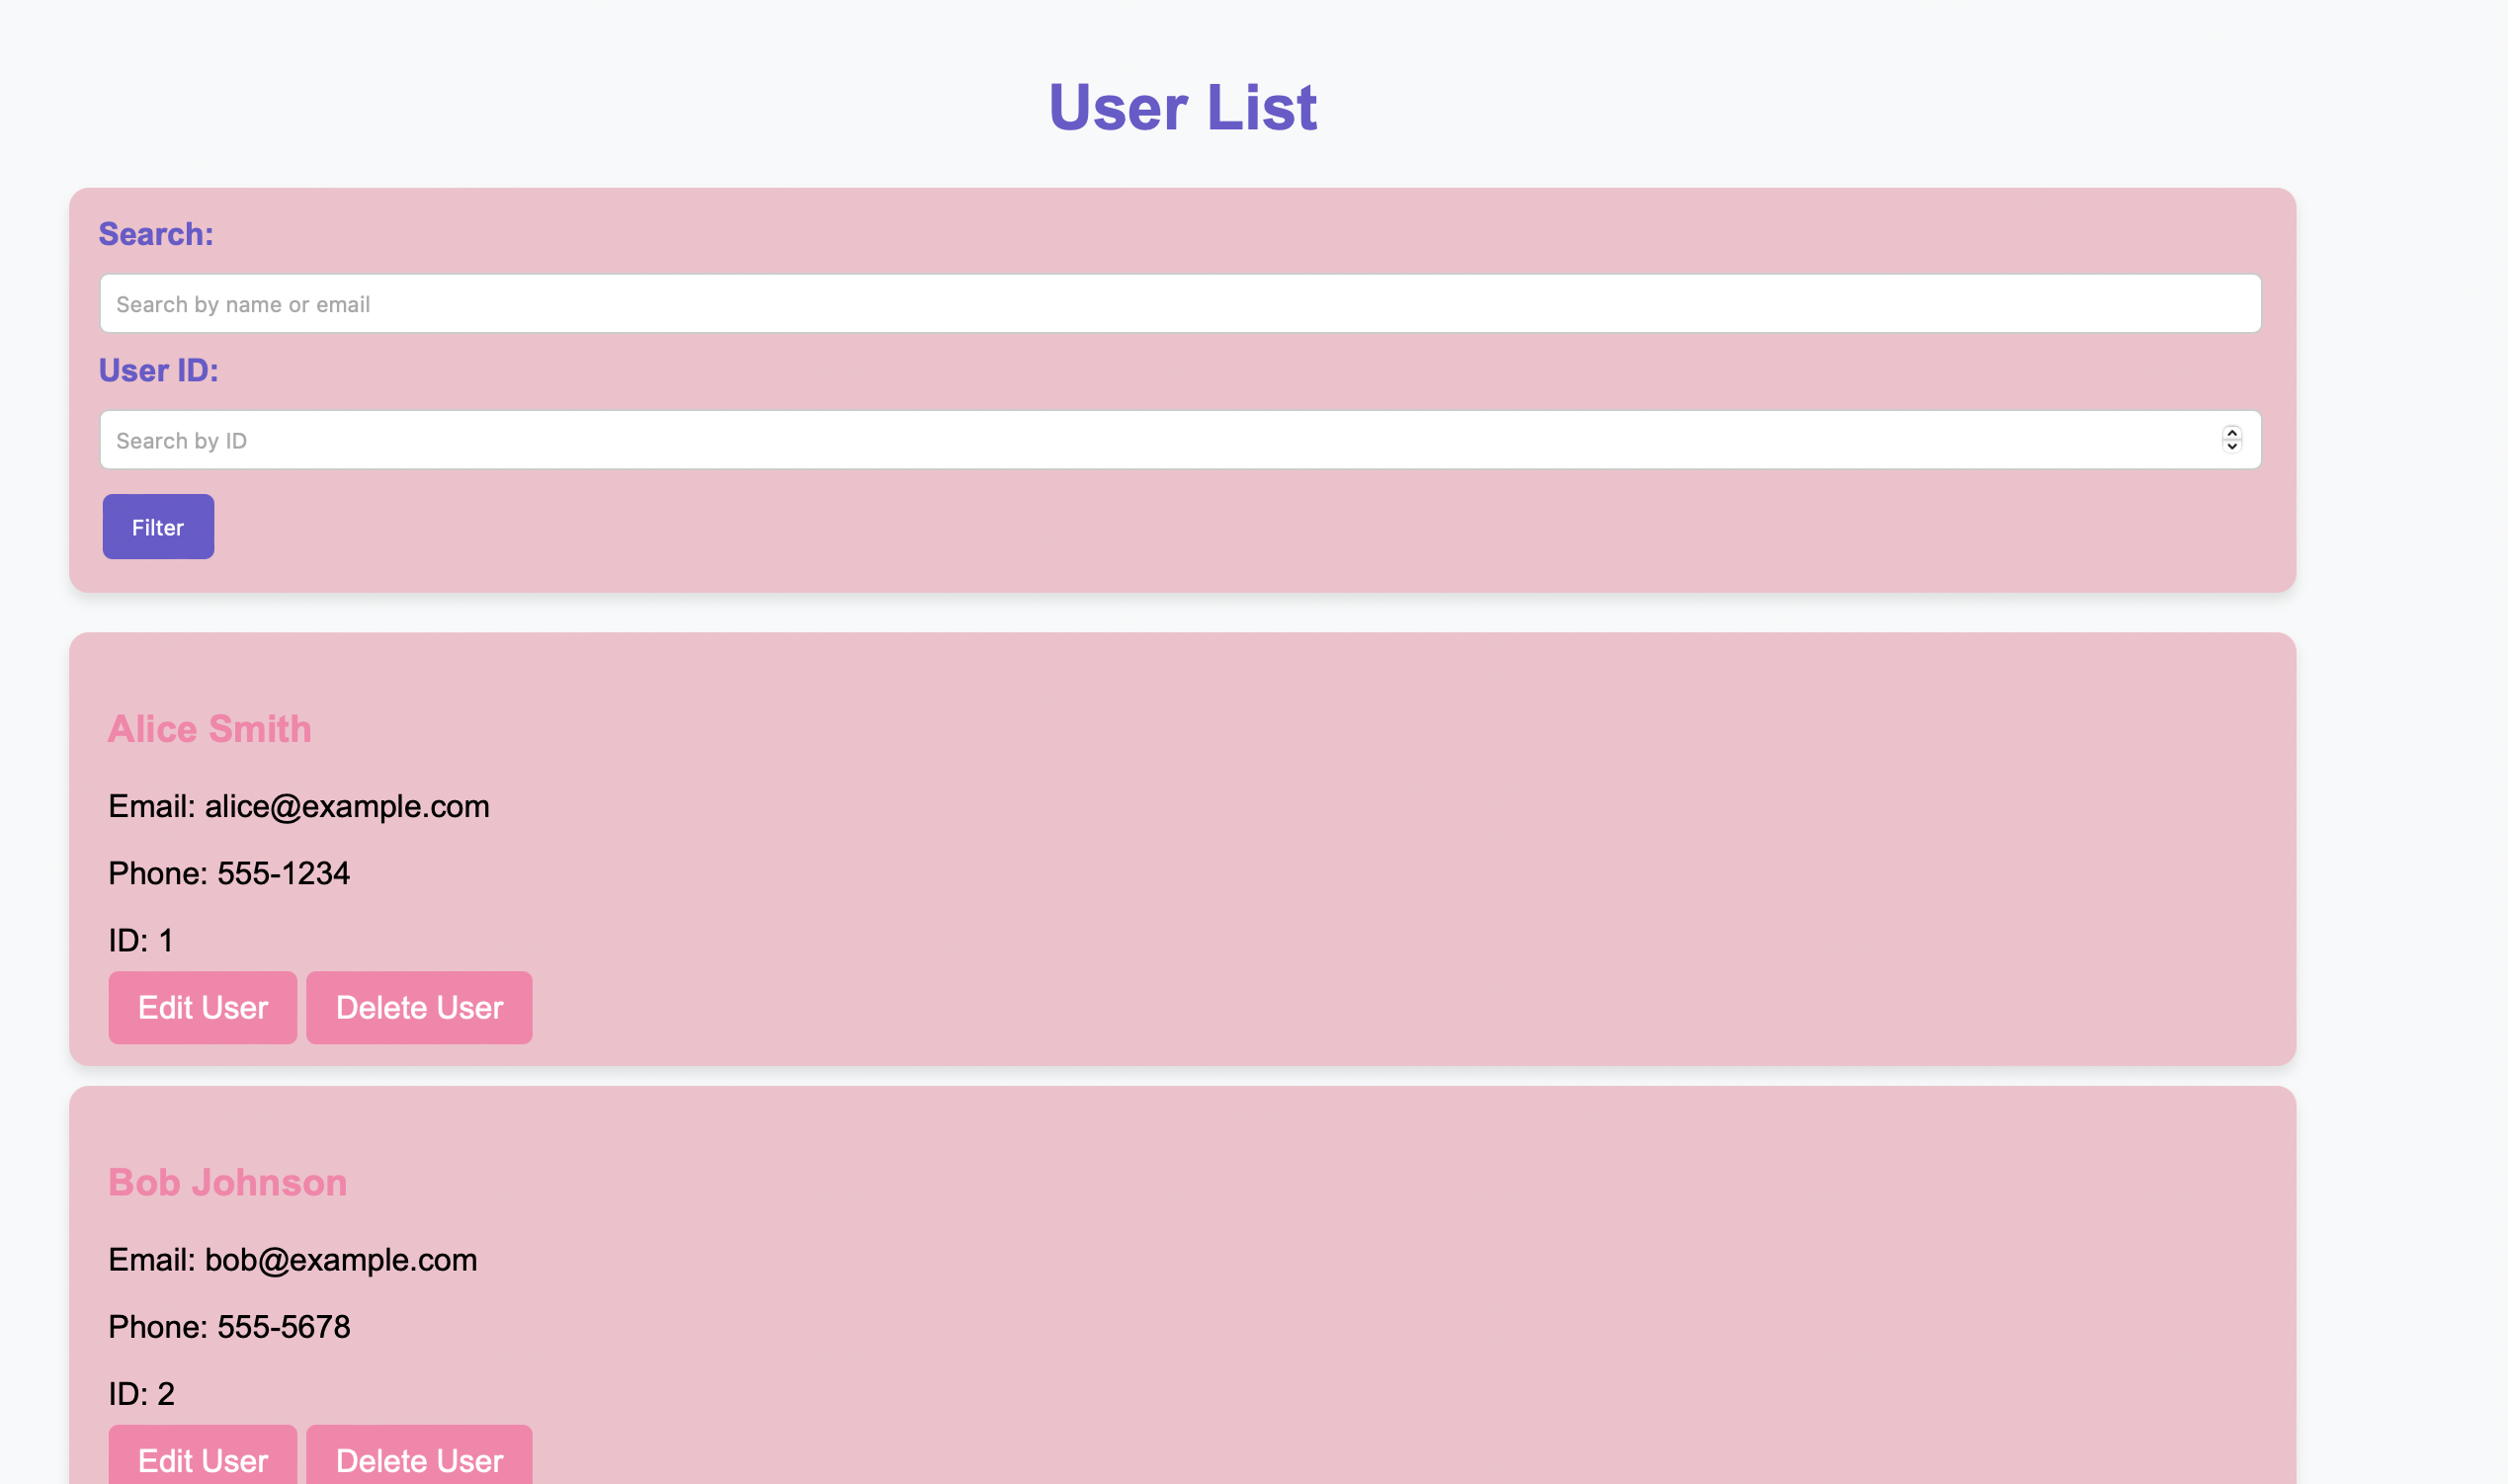 User List
Search:
Search by name or email
User ID:
Search by ID
Filter
Alice Smith
Email: alice@example.com
Phone: 555-1234
ID: 1
Edit User Delete User
Bob Johnson
Email: bob@example.com
Phone: 555-5678
ID: 2
Edit User Delete User